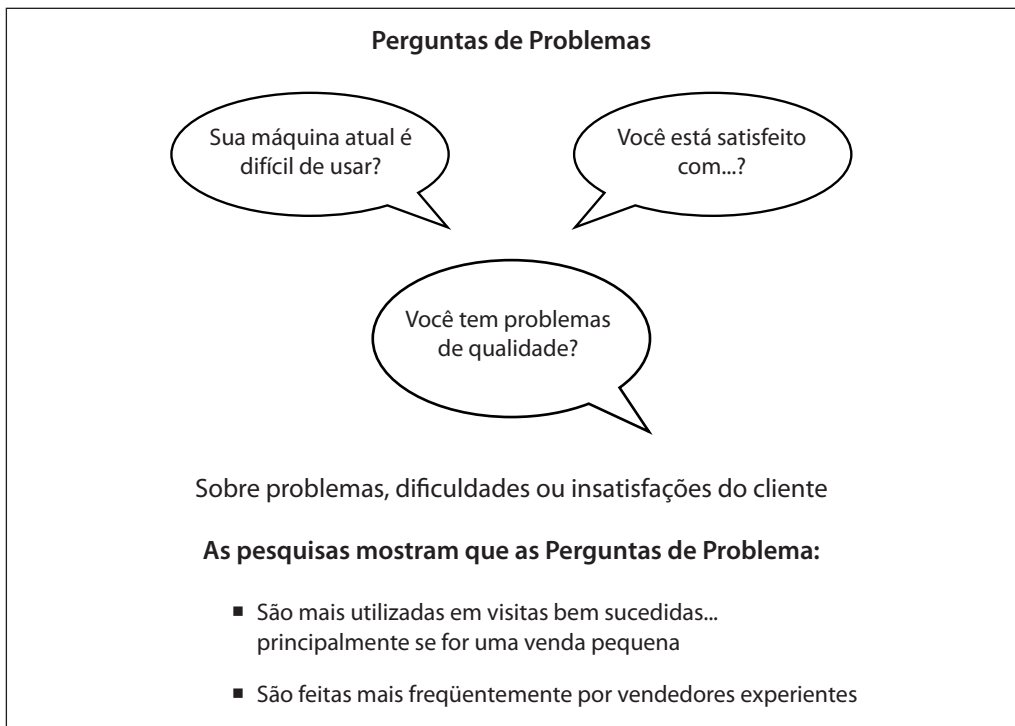 Perguntas de Problemas
Sua máquina atual é
difícil de usar?
Você está satisfeito
com...?
Você tem problemas
de qualidade?
Sobre problemas, dificuldades ou insatisfações do cliente
As pesquisas mostram que as Perguntas de Problema:
■ São mais utilizadas em visitas bem sucedidas...
principalmente se for uma venda pequena
■ São feitas mais freqüentemente por vendedores experientes